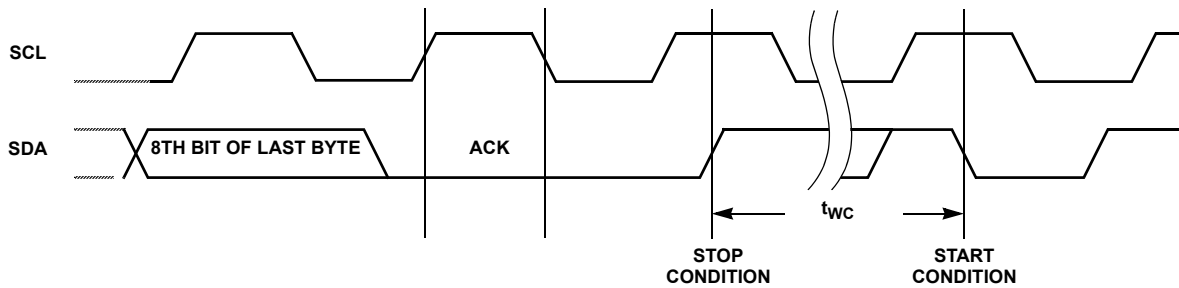 SCL
SDA
8TH BIT OF LAST BYTE
ACK
tWC
STOP
CONDITION
START
CONDITION